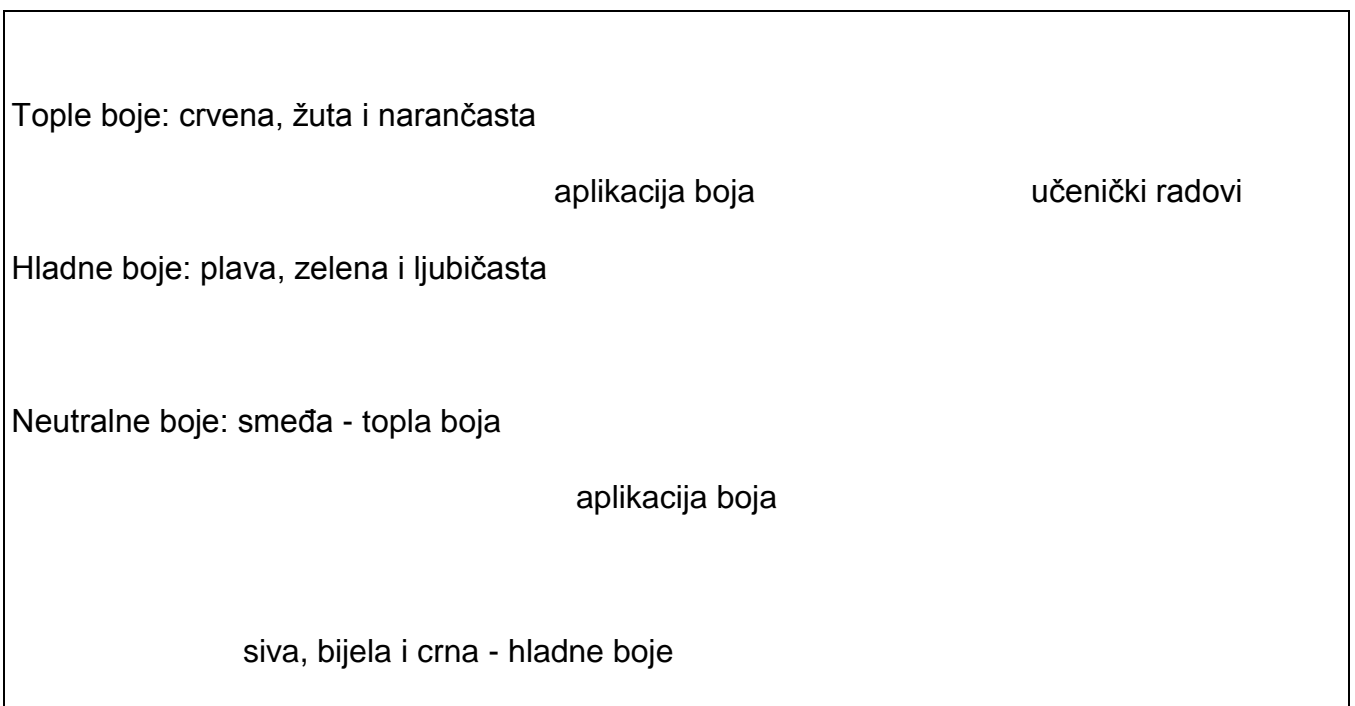 Tople boje: crvena, žuta i narančasta
aplikacija boja učenički radovi
Hladne boje: plava, zelena i ljubičasta
Neutralne boje: smeđa - topla boja
aplikacija boja
siva, bijela i crna - hladne boje